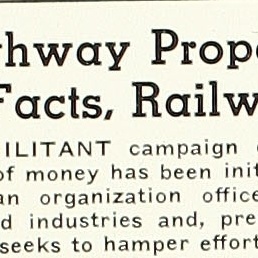 hway Prop
Facts, Railw
ILITANT campaign
of money has been init
an organization office
d industries and, pre
seeks to hamper effort